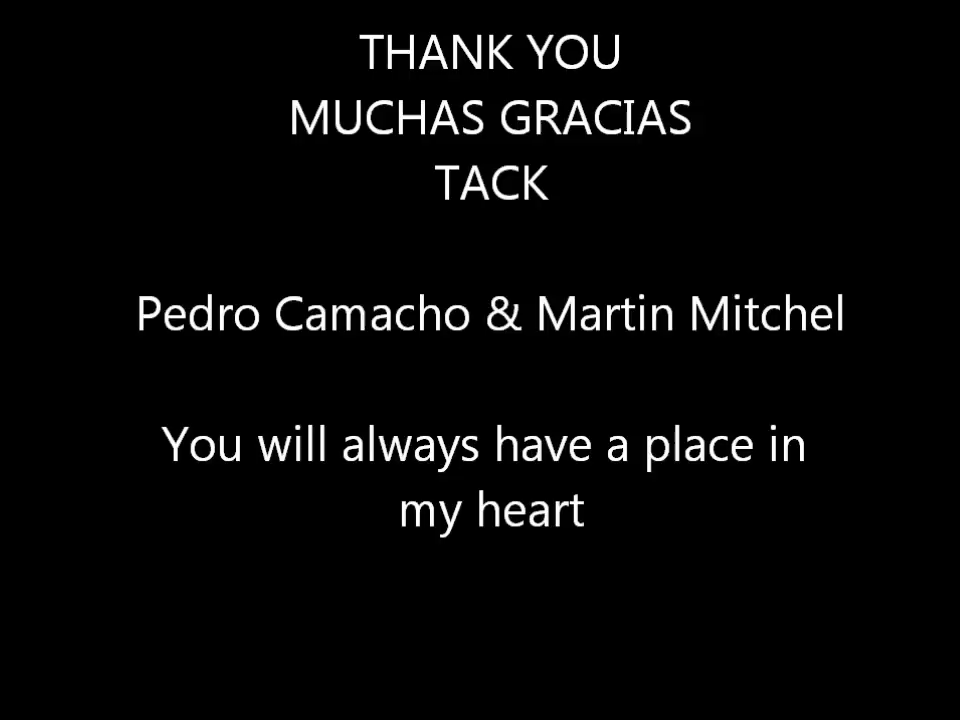 THANK YOU
MUCHAS GRACIAS
TACK
Pedro Camacho & Martin Mitchel
You will always have a place in
my heart